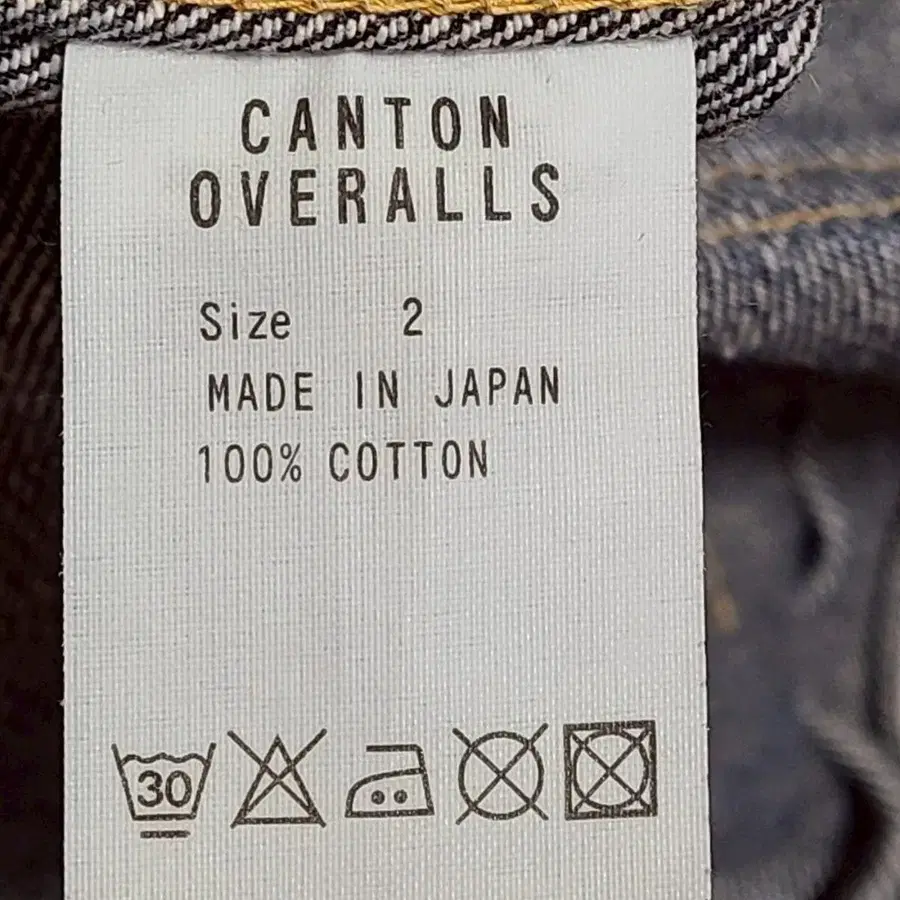 CANTON
OVERALLS
Size 2
MADE IN JAPAN
100% COTTON
30